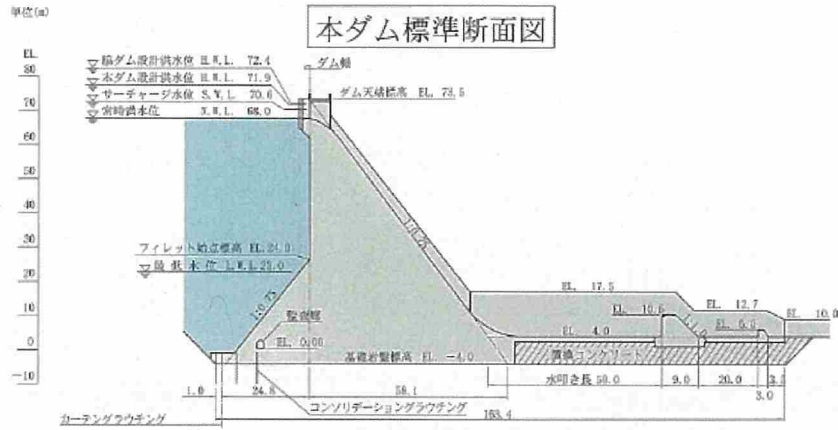 単位(m)
本ダム標準断面図
EL
80
70
60
50
40
30
20
10
0
-10
脇ダム設計洪水位 H.W.L. 72.4
本ダム設計洪水位 H.W.L. 71.9
サーチャージ水位 S.W.L. 70.6
常時満水位 N.W.L. 68.0
ダム軸
ダム天端標高 EL. 73.5
フィレット始点標高 EL.24.0
最低水位 L.W.L 23.0
1:0.75
監査廊
EL 0.00
基礎岩盤標高 EL. -4.0
EL. 17.5
EL. 12.7
EL. 10.0
EL. 4.0
置換コンクリート
水叩き長 50.0
9.0
20.0
3.0
1.0
24.8
58.1
コンソリデーショングラウチング
163.4
カーテングラウチング